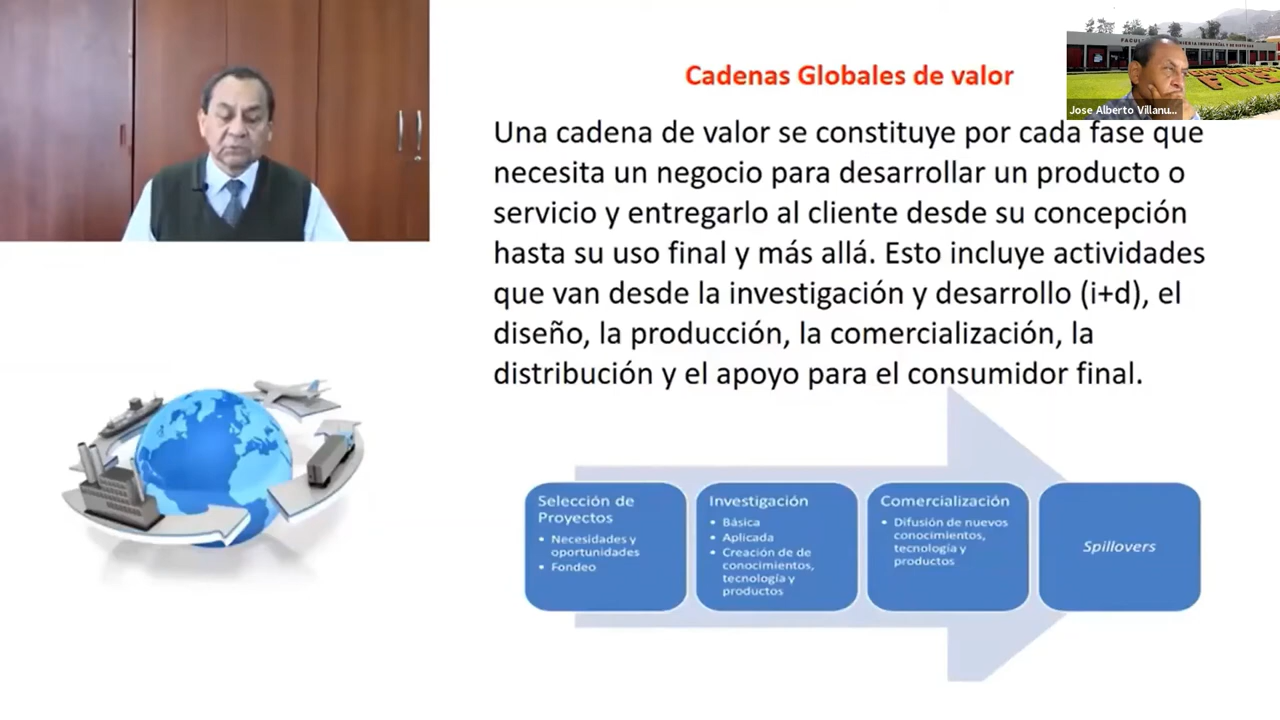 Cadenas Globales de valor
Jose Alberto Villanu...
Una cadena de valor se constituye por cada fase que
necesita un negocio para desarrollar un producto o
servicio y entregarlo al cliente desde su concepción
hasta su uso final y más allá. Esto incluye actividades
que van desde la investigación y desarrollo (i+d), el
diseño, la producción, la comercialización, la
distribución y el apoyo para el consumidor final.
Selección de
Proyectos
• Necesidades y
oportunidades
• Fondeo
Investigación
• Básica
• Aplicada
• Creación de de
conocimientos,
tecnología y
productos
Comercialización
• Difusión de nuevos
conocimientos,
tecnología y
productos
Spillovers